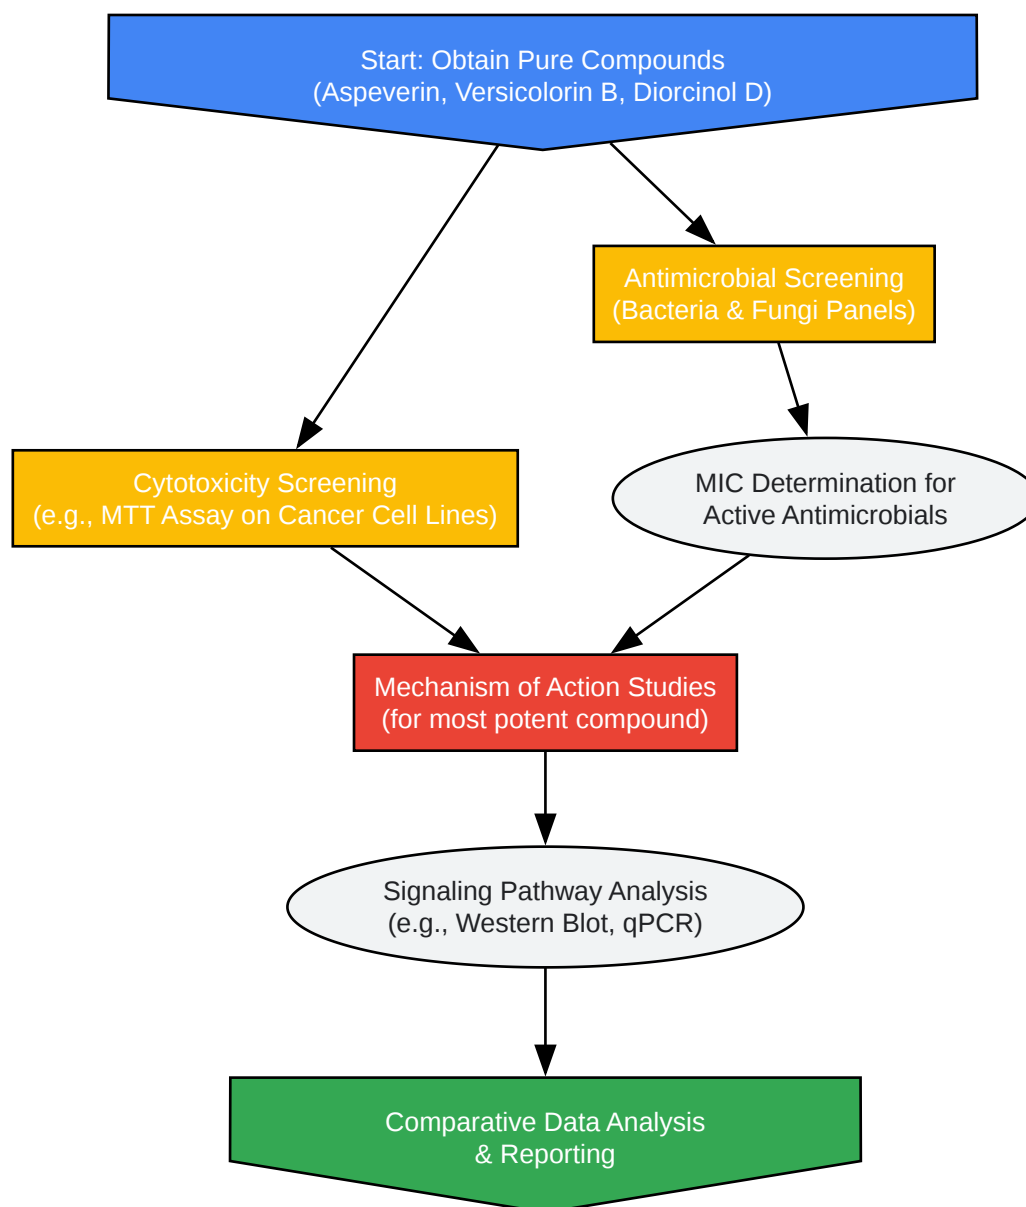 Start: Obtain Pure Compounds
(Aspeverin, Versicolorin B, Diorcinol D)
Antimicrobial Screening
(Bacteria & Fungi Panels)
Cytotoxicity Screening
(e.g., MTT Assay on Cancer Cell Lines)
MIC Determination for
Active Antimicrobials
Mechanism of Action Studies
(for most potent compound)
Signaling Pathway Analysis
(e.g., Western Blot, qPCR)
Comparative Data Analysis
& Reporting